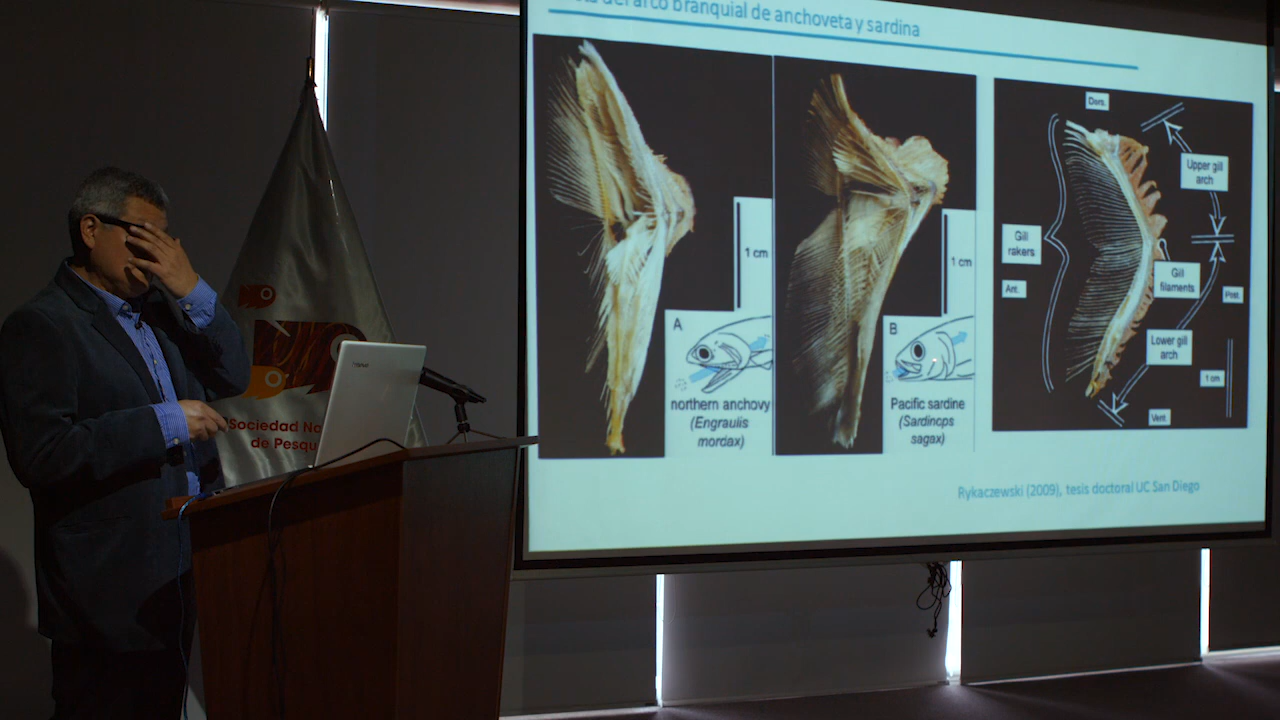 del arco branquial de anchoveta y sardina
1 cm
A
northern anchovy
(Engraulis
mordax)
1 cm
B
Pacific sardine
(Sardinops
sagax)
Dors.
Upper gill
arch
Gill
rakers
Ant.
Gill
filaments
Post.
Lower gill
arch
1 cm
Vent.
Rykaczewski (2009), tesis doctoral UC San Diego
Sociedad
de